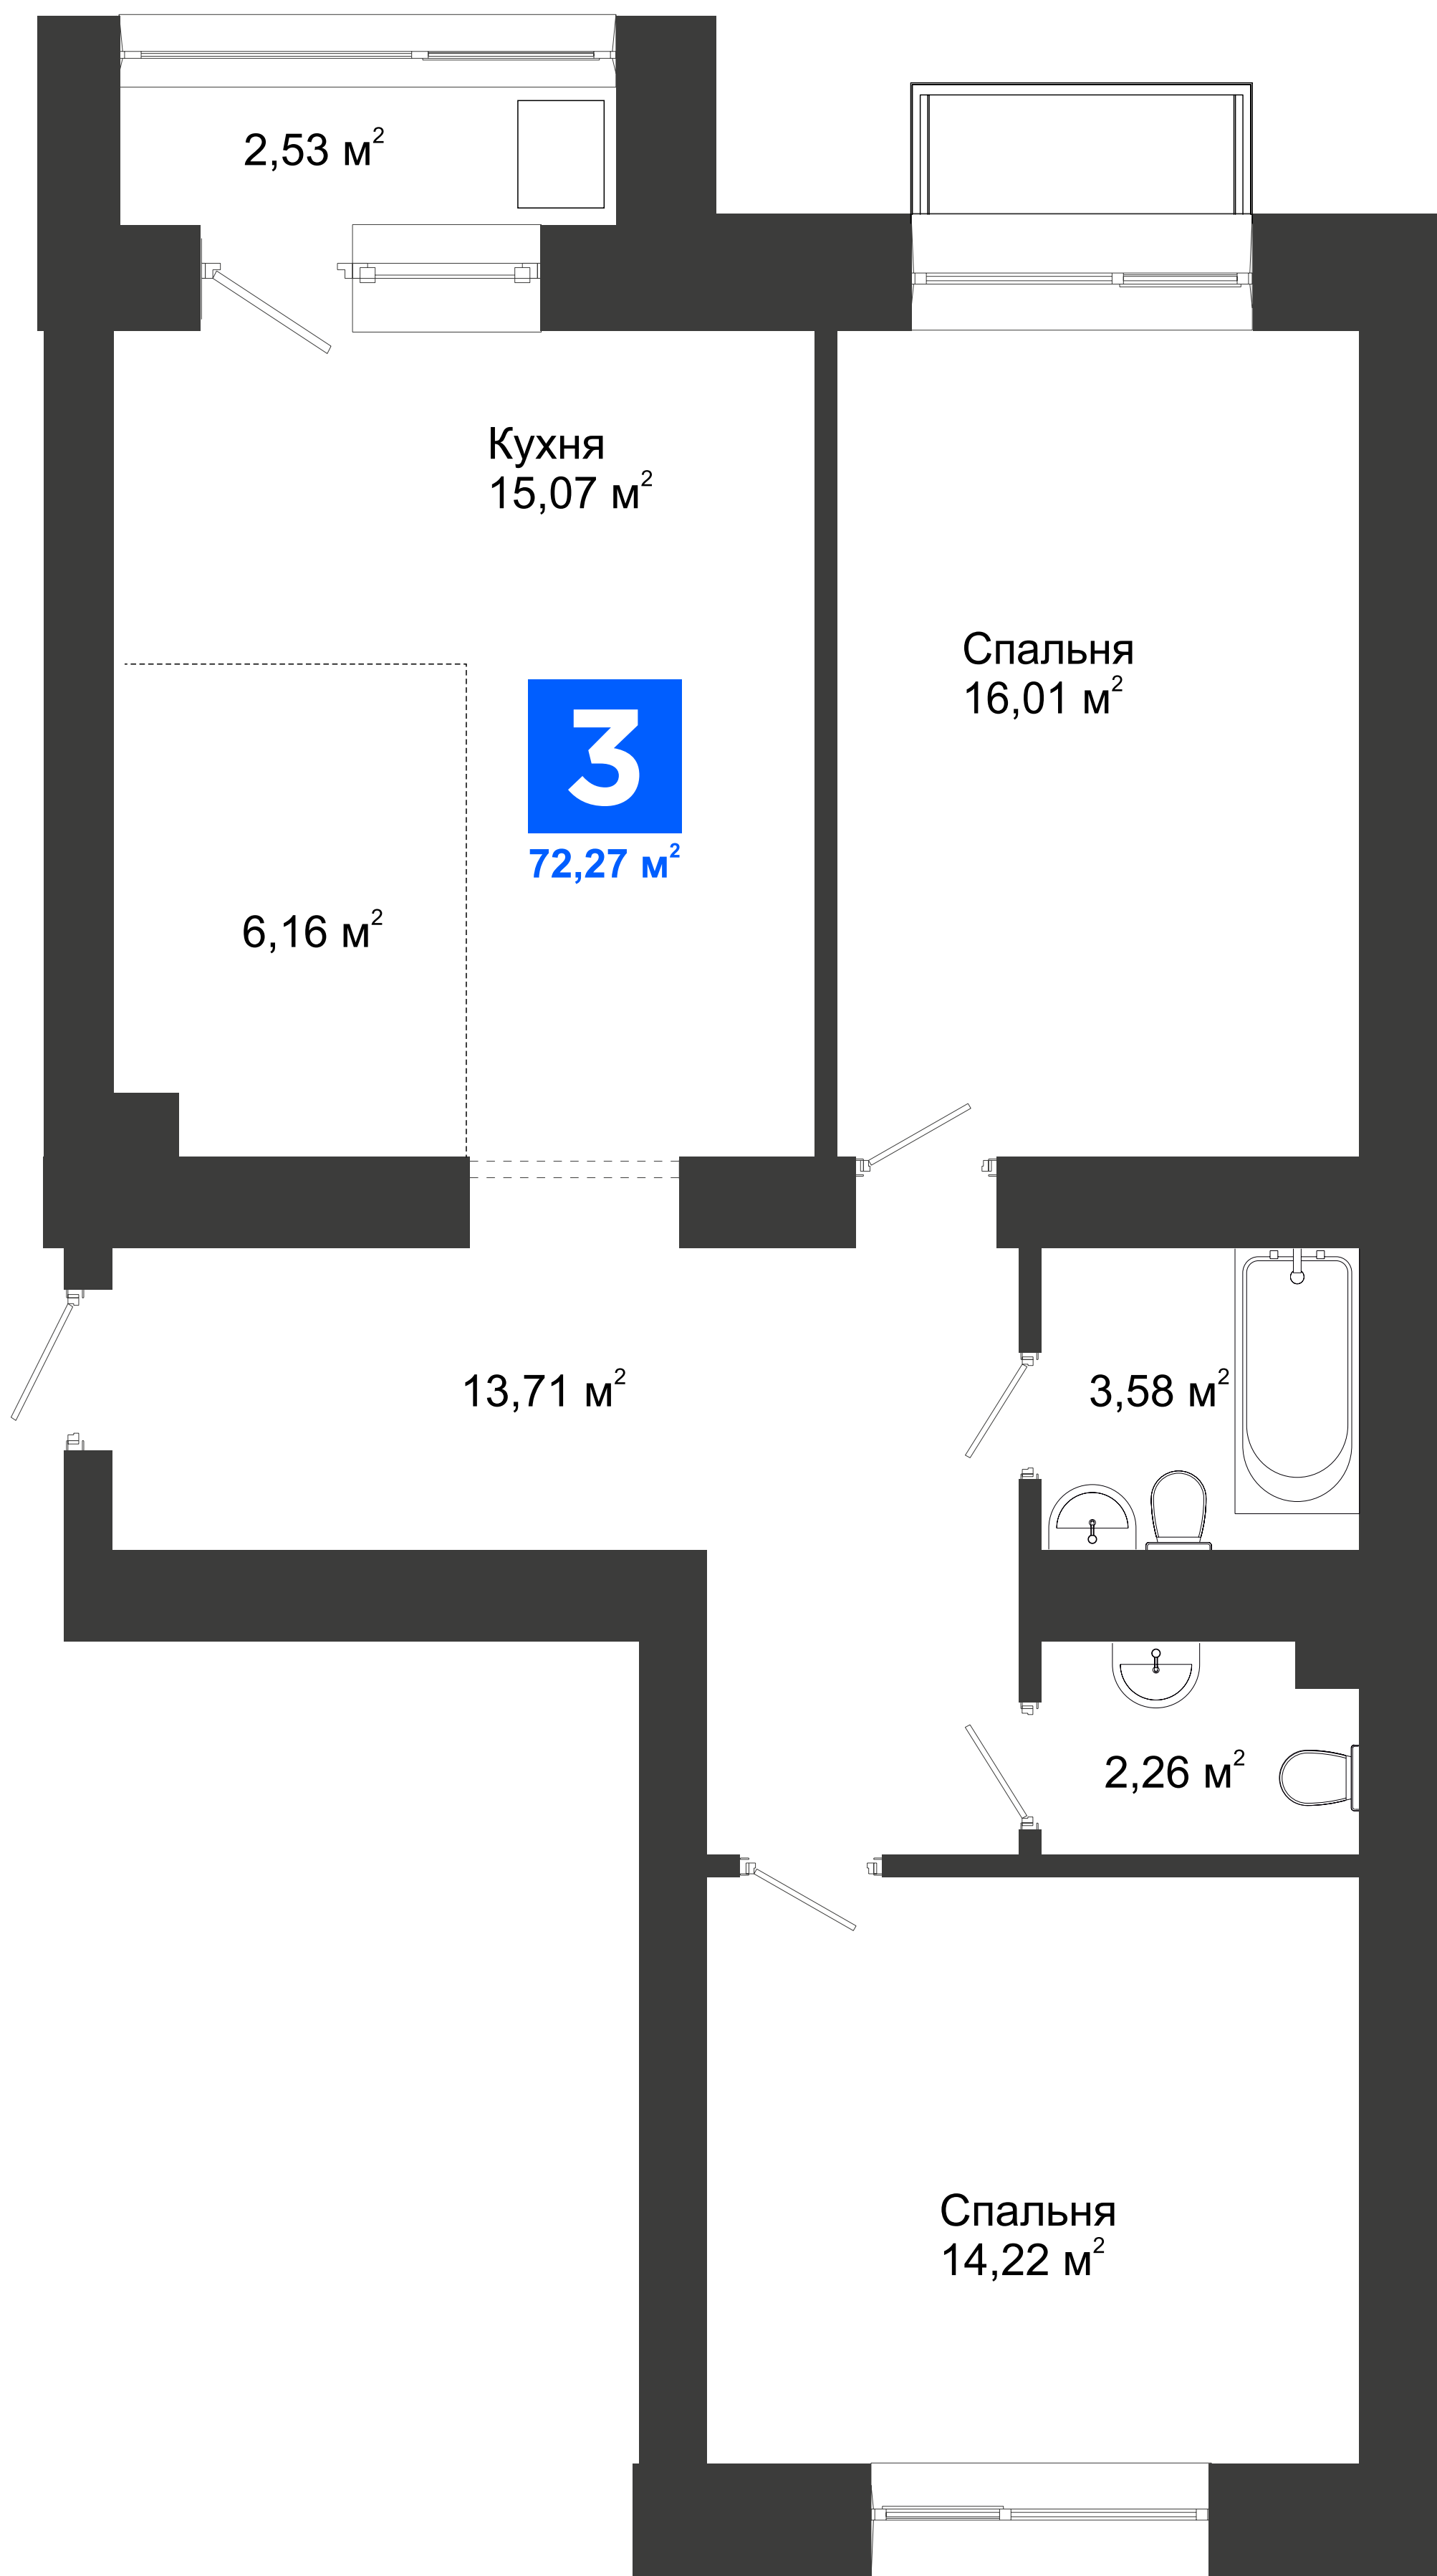 2,53 м²
Кухня
15,07 м²
Спальня
16,01 м²
3
72,27 м²
6,16 м²
13,71 м²
3,58 м²
2,26 м²
Спальня
14,22 м²